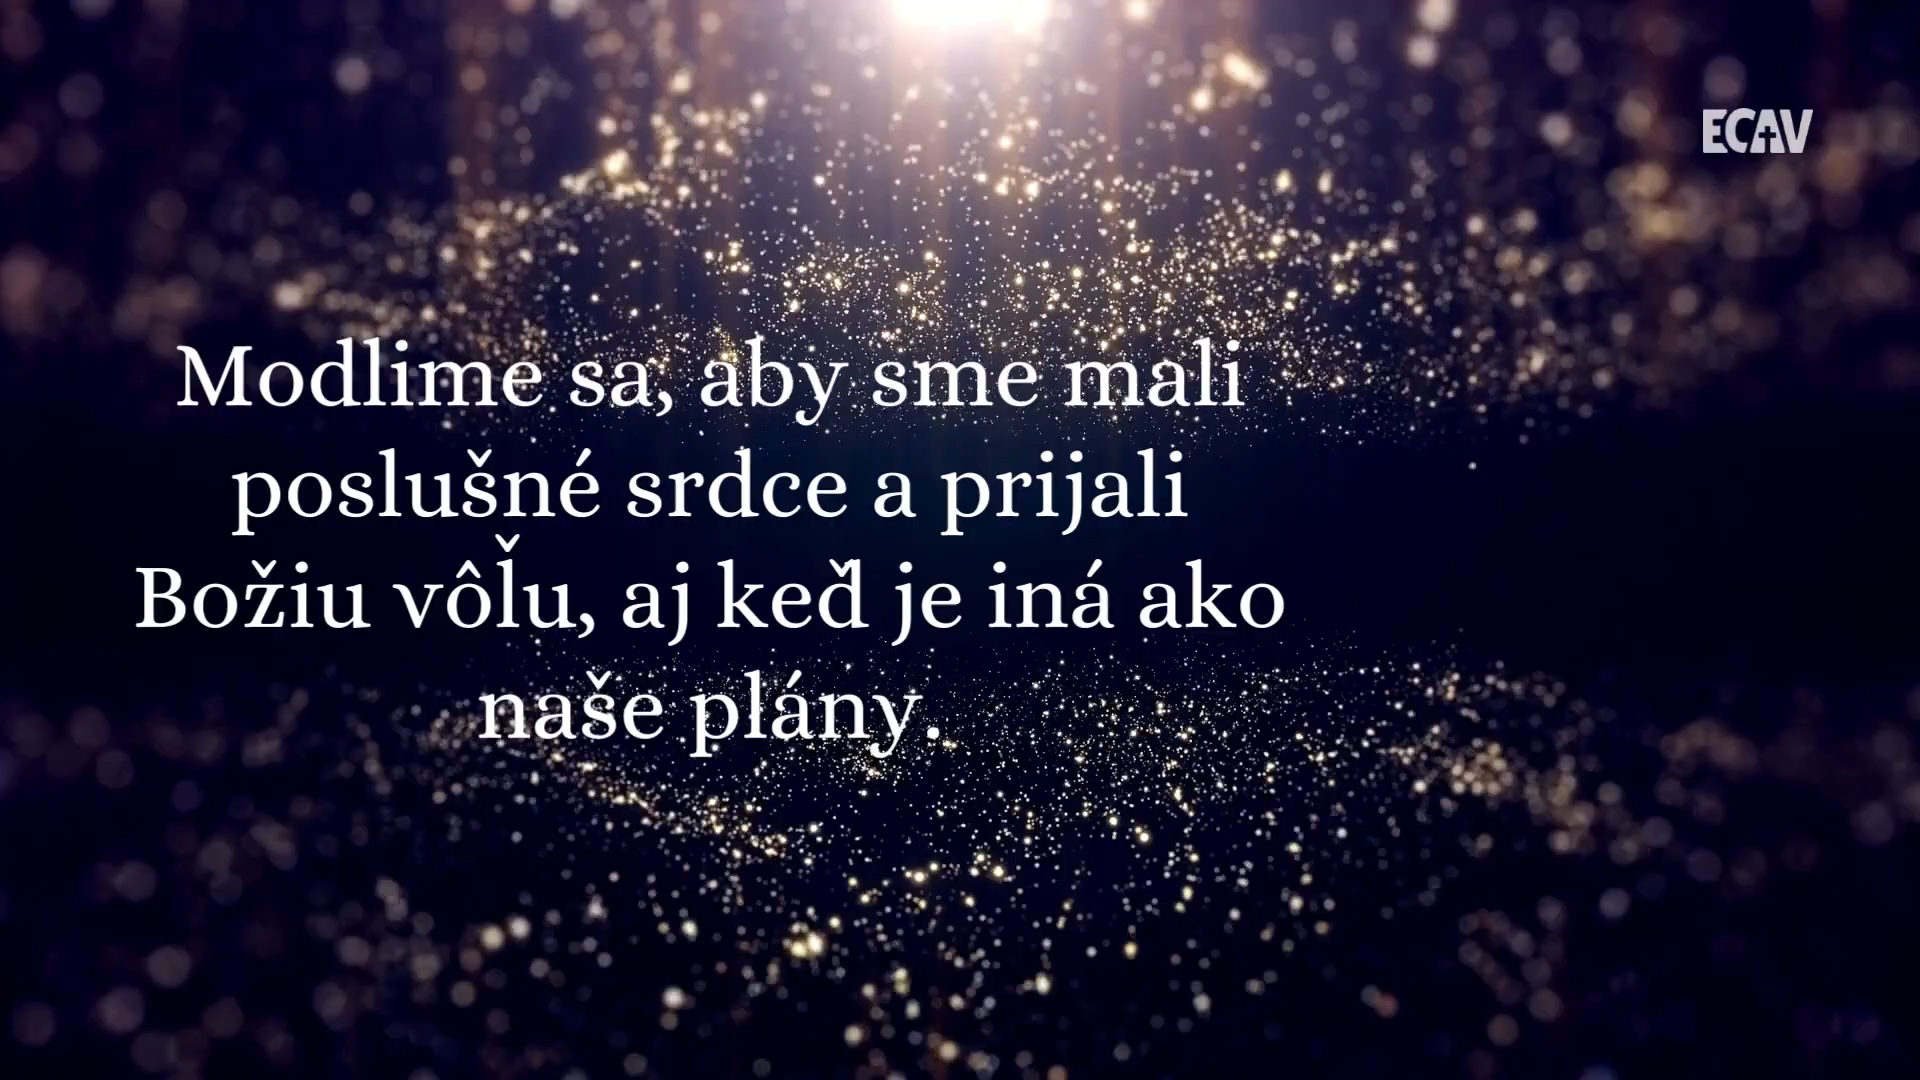 ECAV
Modlime sa, aby sme mali
poslušné srdce a prijali
Božiu vôľu, aj keď je iná ako
naše plány.